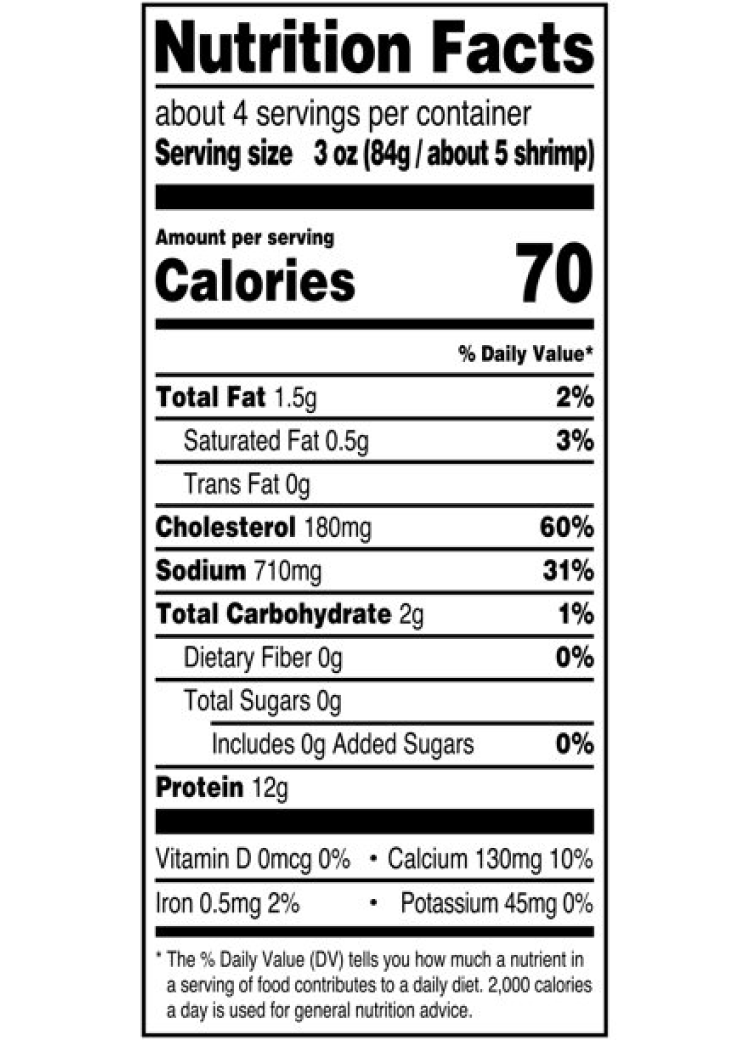 Nutrition Facts
about 4 servings per container
Serving size 3 oz (84g / about 5 shrimp)
Amount per serving
Calories 70
% Daily Value*
Total Fat 1.5g 2%
Saturated Fat 0.5g 3%
Trans Fat 0g
Cholesterol 180mg 60%
Sodium 710mg 31%
Total Carbohydrate 2g 1%
Dietary Fiber 0g 0%
Total Sugars 0g
Includes 0g Added Sugars 0%
Protein 12g
Vitamin D 0mcg 0% • Calcium 130mg 10%
Iron 0.5mg 2% • Potassium 45mg 0%
* The % Daily Value (DV) tells you how much a nutrient in
a serving of food contributes to a daily diet. 2,000 calories
a day is used for general nutrition advice.